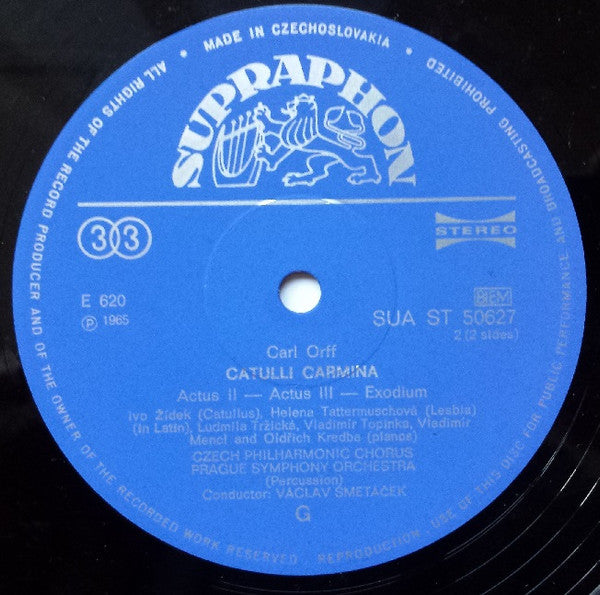 ALL RIGHTS OF THE RECORD PRODUCER AND OF THE OWNER OF THE RECORDED WORK RESERVED. REPRODUCTION, USE OF THIS DISC FOR PUBLIC PERFORMANCE AND BROADCASTING PROHIBITED
MADE IN CZECHOSLOVAKIA
SUPRAPHON
33
STEREO
E 620
BIEM
℗ 1965
SUA ST 50627
2 (2 sides)
Carl Orff
CATULLI CARMINA
Actus II — Actus III — Exodium
Ivo Žídek (Catullus), Helena Tattermuschová (Lesbia)
(in Latin), Ludmila Tržická, Vladimír Topinka, Vladimír
Mencl and Oldřich Kredba (pianos)
CZECH PHILHARMONIC CHORUS
PRAGUE SYMPHONY ORCHESTRA
(Percussion)
Conductor: VÁCLAV SMETÁČEK
G